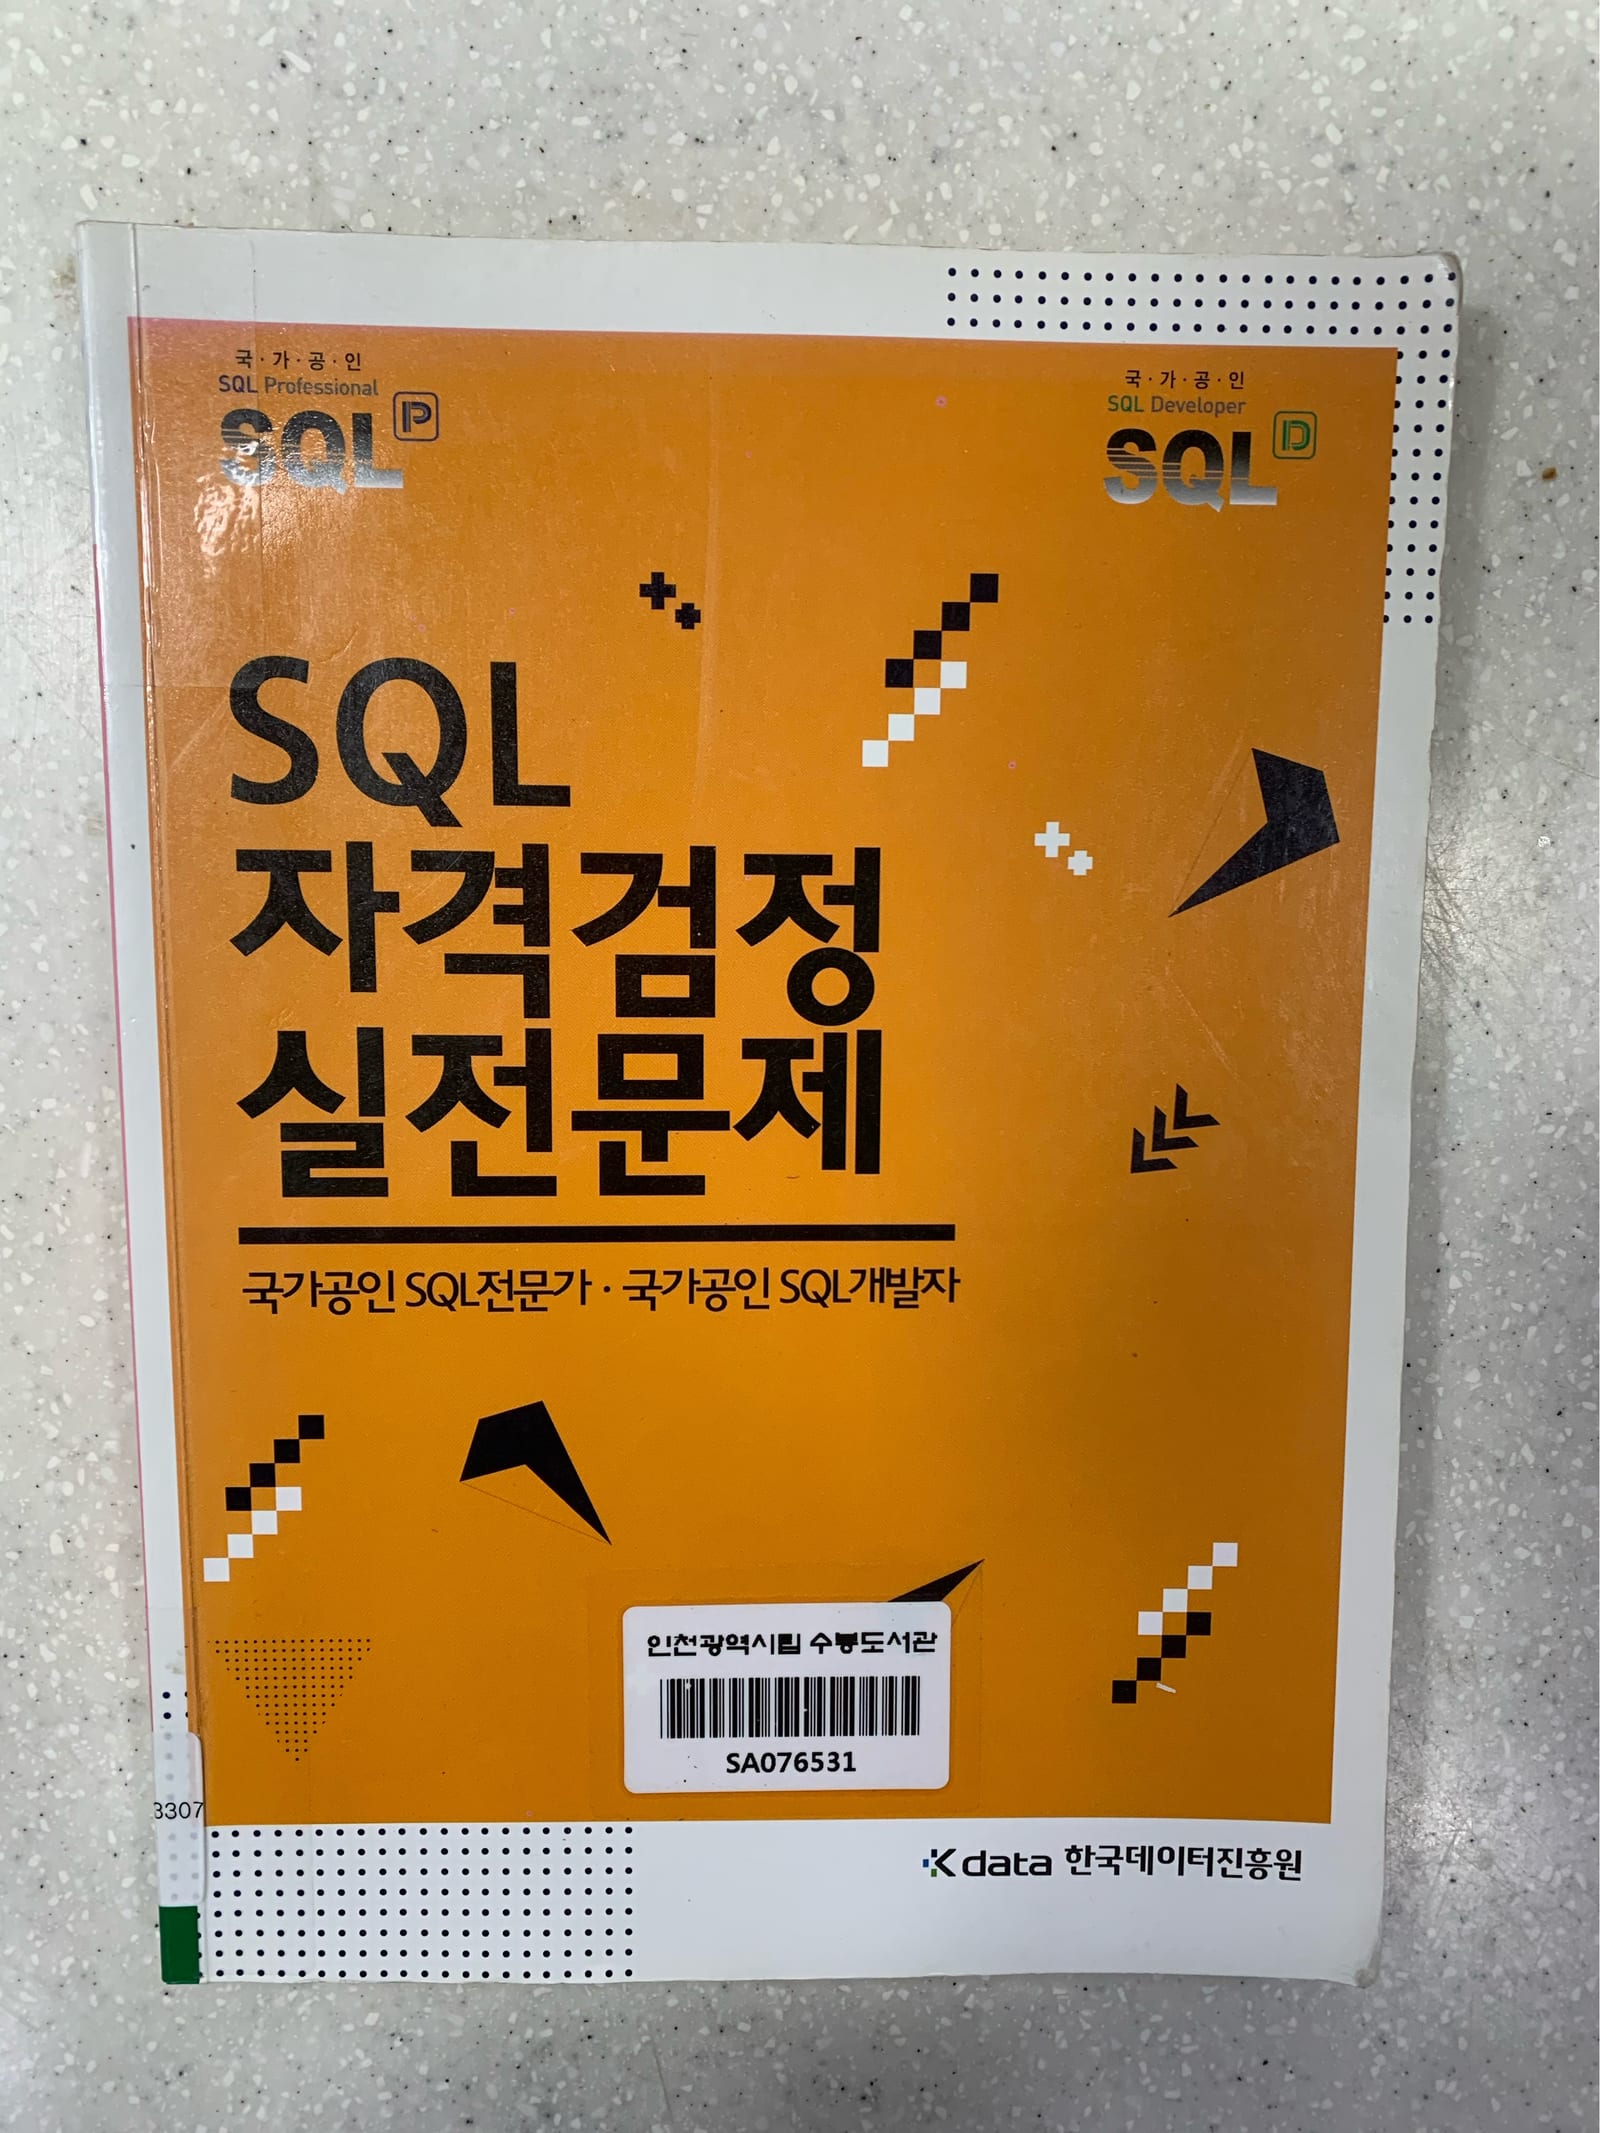 국·가·공·인
SQL Professional
SQL P
국·가·공·인
SQL Developer
SQL D
SQL
자격검정
실전문제
국가공인 SQL전문가 · 국가공인 SQL개발자
인천광역시립 수봉도서관
SA076531
3307
Kdata 한국데이터진흥원